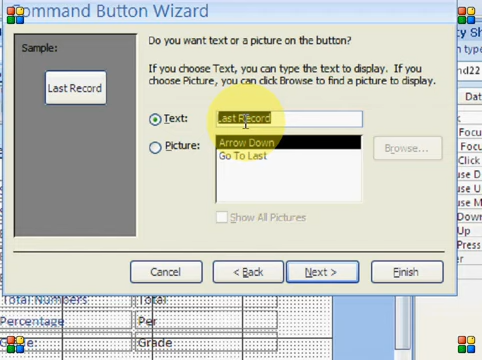 Command Button Wizard
Sample:
Last Record
Do you want text or a picture on the button?
If you choose Text, you can type the text to display. If you
choose Picture, you can click Browse to find a picture to display.
Text:
Last Record
Picture:
Arrow Down
Go To Last
Browse...
Show All Pictures
Cancel
< Back
Next >
Finish
Total Numbers
Total
Percentage
Per
Grade